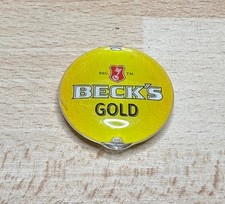 REG. TM.
BECK'S
GOLD